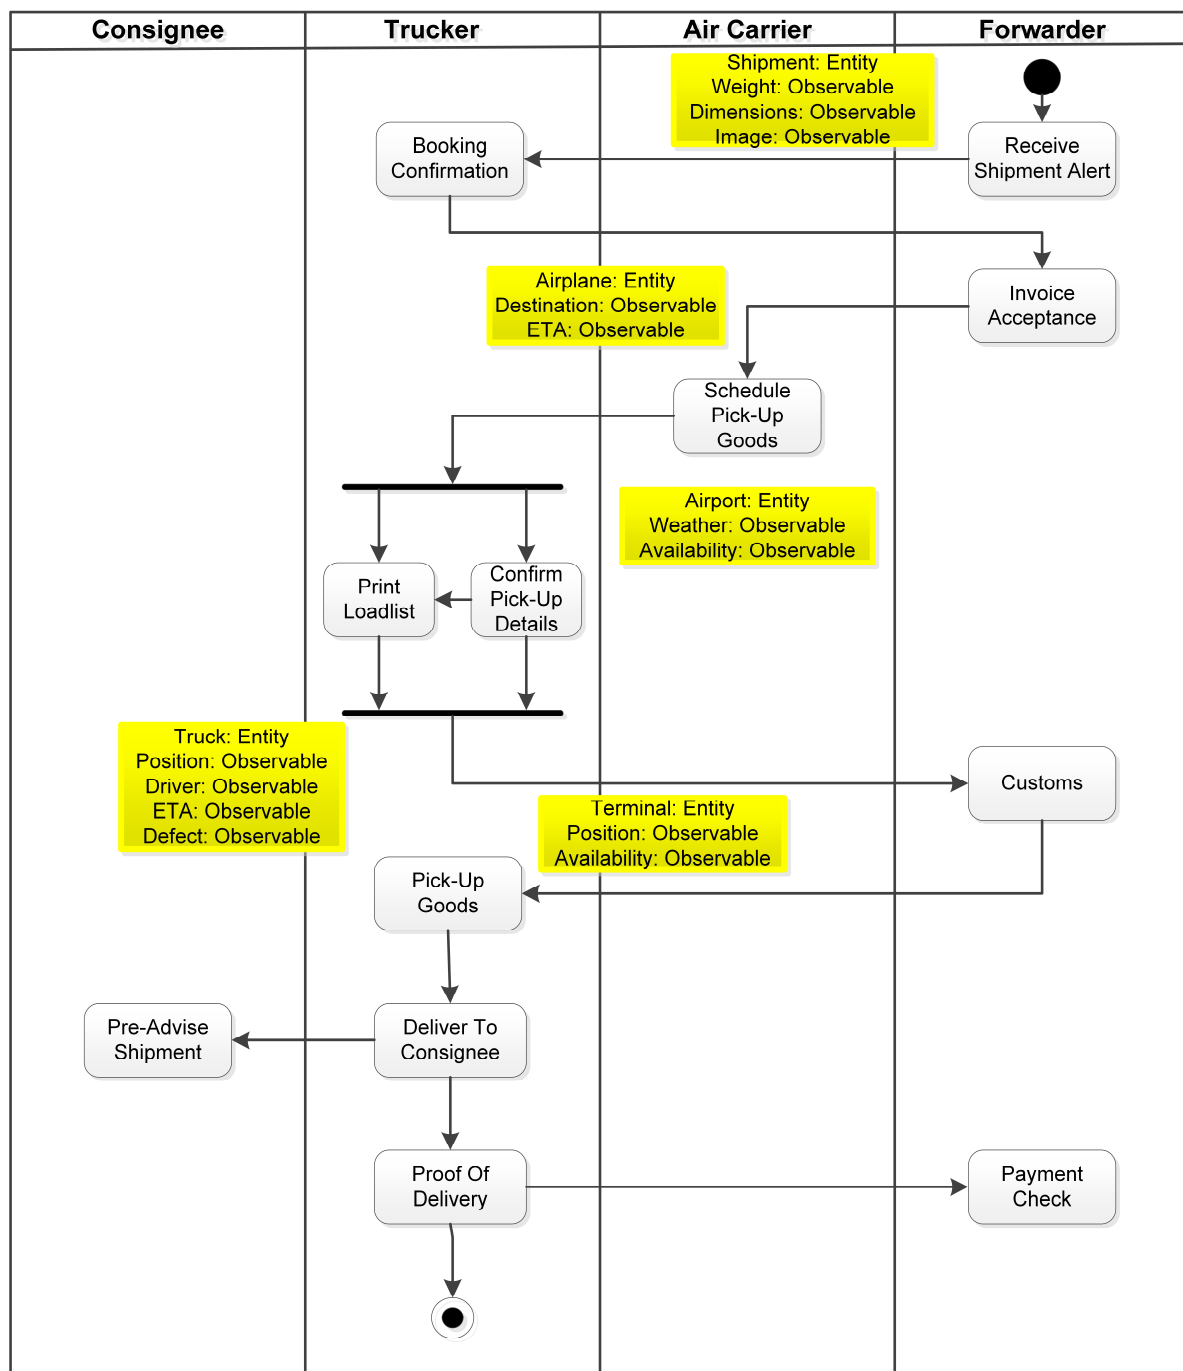 Consignee
Trucker
Air Carrier
Forwarder
Shipment: Entity
Weight: Observable
Dimensions: Observable
Image: Observable
Booking
Confirmation
Receive
Shipment Alert
Airplane: Entity
Destination: Observable
ETA: Observable
Invoice
Acceptance
Schedule
Pick-Up
Goods
Airport: Entity
Weather: Observable
Availability: Observable
Print
Loadlist
Confirm
Pick-Up
Details
Truck: Entity
Position: Observable
Driver: Observable
ETA: Observable
Defect: Observable
Customs
Terminal: Entity
Position: Observable
Availability: Observable
Pick-Up
Goods
Pre-Advise
Shipment
Deliver To
Consignee
Proof Of
Delivery
Payment
Check